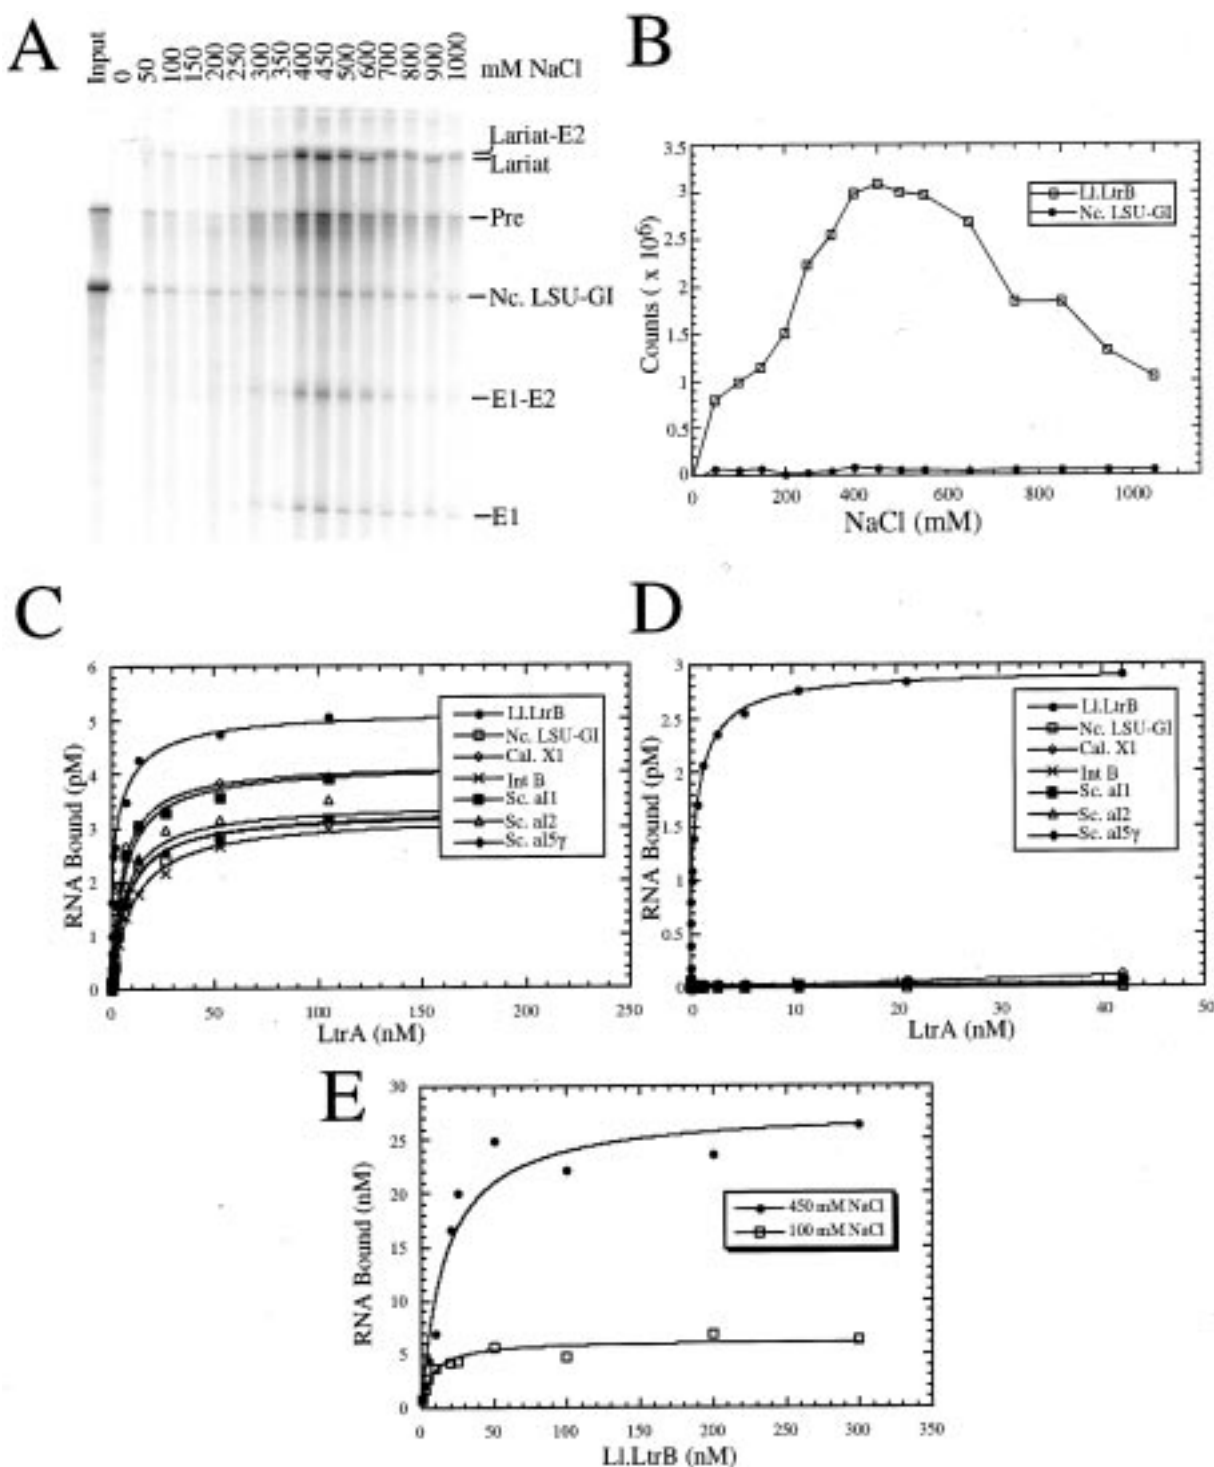 A
Input
0
50
100
150
200
250
300
350
400
450
500
600
700
800
900
1000
mM NaCl
Lariat-E2
Lariat
Pre
Nc. LSU-GI
E1-E2
E1
B
3.5
3
2.5
2
1.5
1
0.5
0
Counts ( x 10⁶)
Ll.LtrB
Nc. LSU-GI
0
200
400
600
800
1000
NaCl (mM)
C
6
5
4
3
2
1
0
RNA Bound (pM)
Ll.LtrB
Nc. LSU-GI
Cal. X1
Int B
Sc. aI1
Sc. aI2
Sc. aI5γ
0
50
100
150
200
250
LtrA (nM)
D
3
2.5
2
1.5
1
0.5
0
RNA Bound (pM)
Ll.LtrB
Nc. LSU-GI
Cal. X1
Int B
Sc. aI1
Sc. aI2
Sc. aI5γ
0
10
20
30
40
50
LtrA (nM)
E
30
25
20
15
10
5
0
RNA Bound (nM)
450 mM NaCl
100 mM NaCl
0
50
100
150
200
250
300
350
Ll.LtrB (nM)